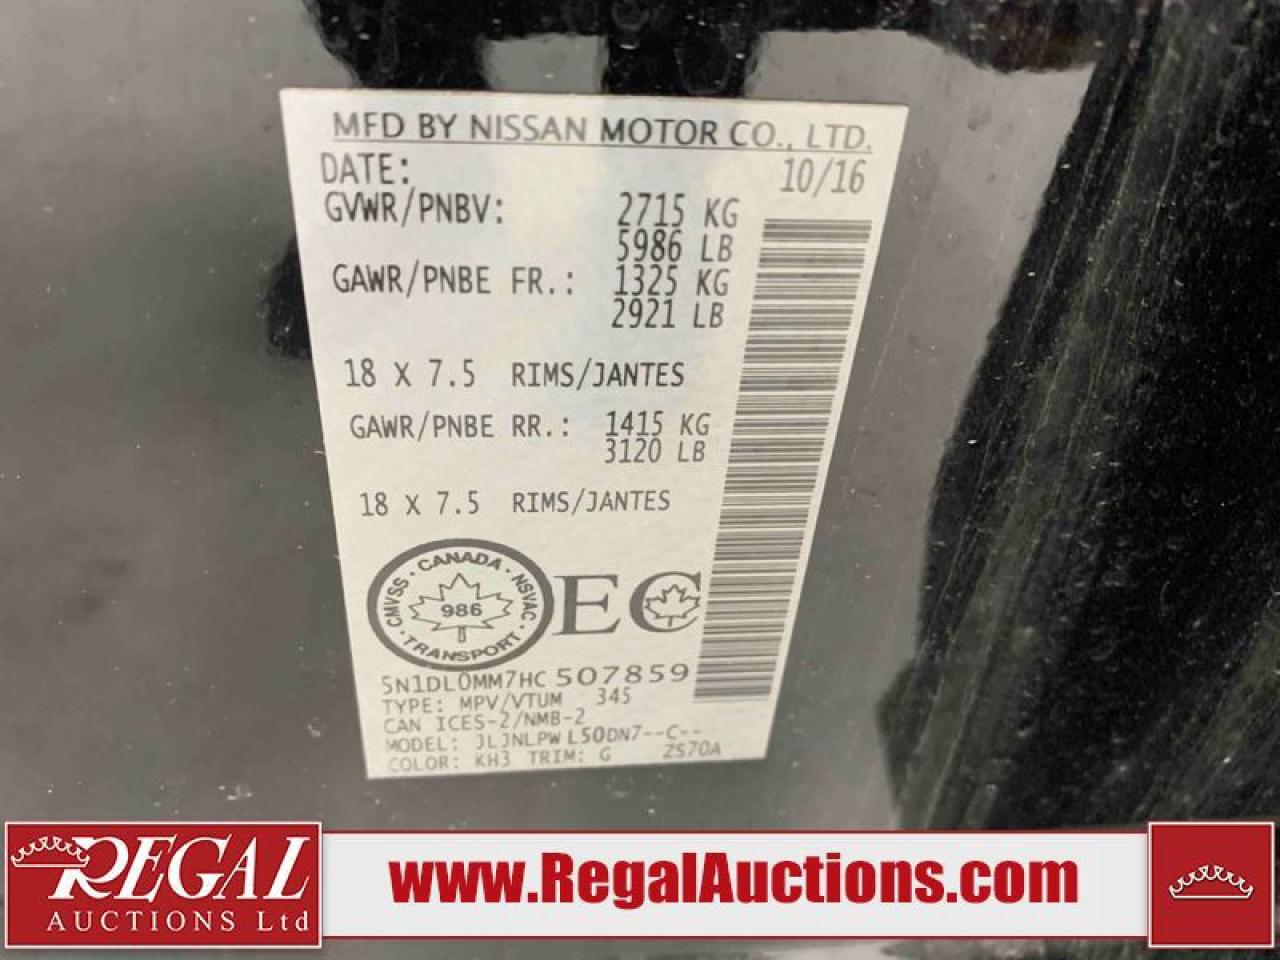 MFD BY NISSAN MOTOR CO., LTD.
DATE: 10/16
GVWR/PNBV: 2715 KG
5986 LB
GAWR/PNBE FR.: 1325 KG
2921 LB
18 X 7.5 RIMS/JANTES
GAWR/PNBE RR.: 1415 KG
3120 LB
18 X 7.5 RIMS/JANTES
CMVSS · CANADA · NSVAC · TRANSPORT ·
986
EC
5N1DL0MM7HC 507859
TYPE: MPV/VTUM 345
CAN ICES-2/NMB-2
MODEL: JLJNLPW L50DN7--C--
COLOR: KH3 TRIM: G ZS70A
REGAL
AUCTIONS Ltd
www.RegalAuctions.com